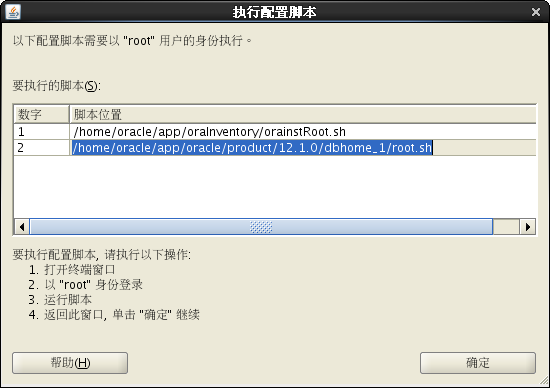 执行配置脚本
以下配置脚本需要以 "root" 用户的身份执行。
要执行的脚本(S):
数字 脚本位置
1 /home/oracle/app/oraInventory/orainstRoot.sh
2 /home/oracle/app/oracle/product/12.1.0/dbhome_1/root.sh
要执行配置脚本, 请执行以下操作:
1. 打开终端窗口
2. 以 "root" 身份登录
3. 运行脚本
4. 返回此窗口, 单击 "确定" 继续
帮助(H) 确定